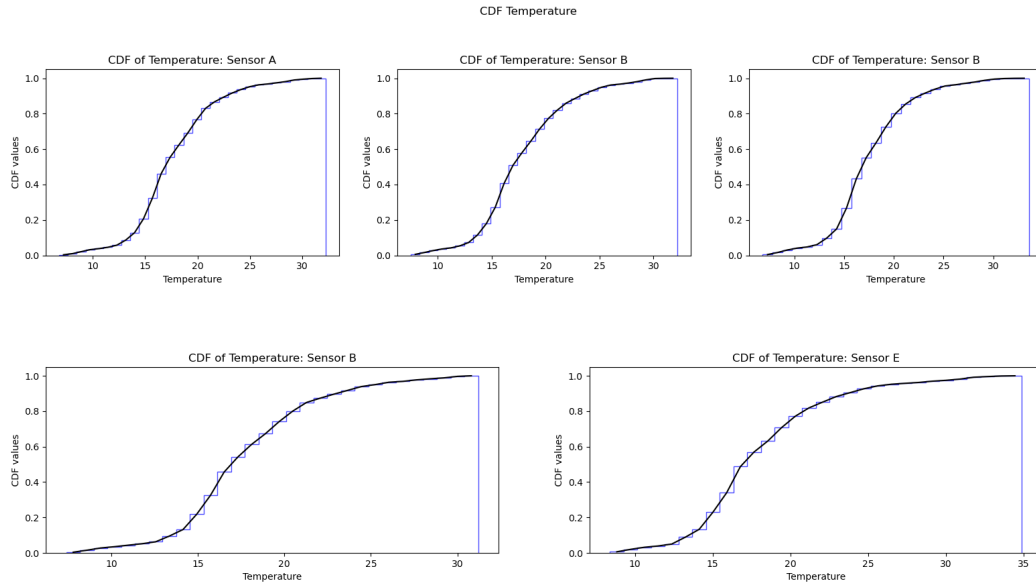 CDF Temperature
CDF of Temperature: Sensor A
CDF values
1.0
0.8
0.6
0.4
0.2
0.0
10 15 20 25 30
Temperature
CDF of Temperature: Sensor B
CDF values
1.0
0.8
0.6
0.4
0.2
0.0
10 15 20 25 30
Temperature
CDF of Temperature: Sensor B
CDF values
1.0
0.8
0.6
0.4
0.2
0.0
10 15 20 25 30
Temperature
CDF of Temperature: Sensor B
CDF values
1.0
0.8
0.6
0.4
0.2
0.0
10 15 20 25 30
Temperature
CDF of Temperature: Sensor E
CDF values
1.0
0.8
0.6
0.4
0.2
0.0
10 15 20 25 30 35
Temperature